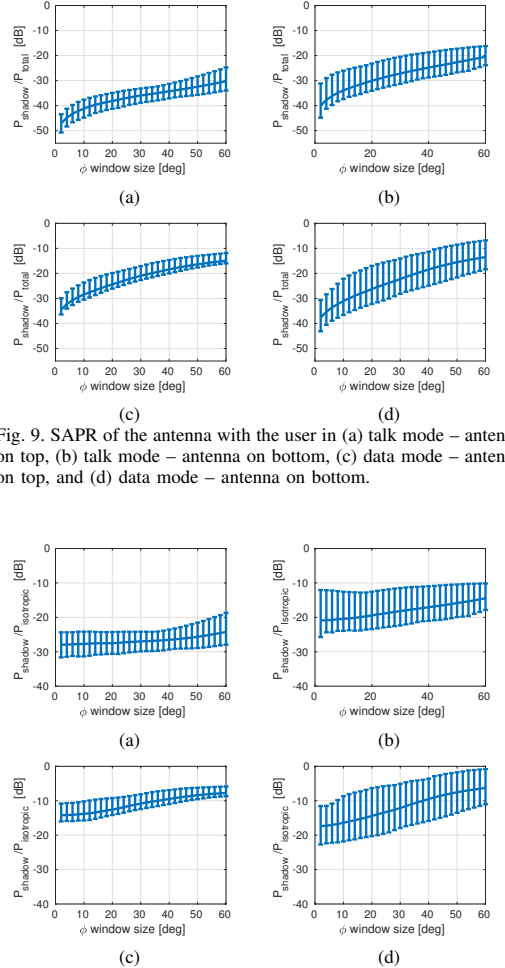 0
-10
-20
-30
-40
-50
P_shadow/P_total [dB]
0 10 20 30 40 50 60
ϕ window size [deg]
(a)
0
-10
-20
-30
-40
-50
P_shadow/P_total [dB]
0 20 40 60
ϕ window size [deg]
(b)
0
-10
-20
-30
-40
-50
P_shadow/P_total [dB]
0 10 20 30 40 50 60
ϕ window size [deg]
(c)
0
-10
-20
-30
-40
-50
P_shadow/P_total [dB]
0 10 20 30 40 50 60
ϕ window size [deg]
(d)
Fig. 9. SAPR of the antenna with the user in (a) talk mode – anten
on top, (b) talk mode – antenna on bottom, (c) data mode – anten
on top, and (d) data mode – antenna on bottom.
0
-10
-20
-30
-40
P_shadow/P_isotropic [dB]
0 10 20 30 40 50 60
ϕ window size [deg]
(a)
0
-10
-20
-30
-40
P_shadow/P_Isotropic [dB]
0 20 40 60
ϕ window size [deg]
(b)
0
-10
-20
-30
-40
P_shadow/P_isotropic [dB]
0 10 20 30 40 50 60
ϕ window size [deg]
(c)
0
-10
-20
-30
-40
P_shadow/P_isotropic [dB]
0 10 20 30 40 50 60
ϕ window size [deg]
(d)